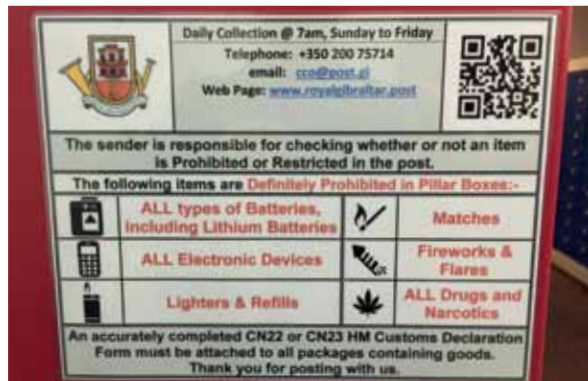 Daily Collection @ 7am, Sunday to Friday
Telephone: +350 200 75714
email: cco@post.gi
Web Page: www.royalgibraltar.post
The sender is responsible for checking whether or not an item
is Prohibited or Restricted in the post.
The following items are Definitely Prohibited in Pillar Boxes:-
ALL types of Batteries,
including Lithium Batteries
Matches
ALL Electronic Devices
Fireworks &
Flares
Lighters & Refills
ALL Drugs and
Narcotics
An accurately completed CN22 or CN23 HM Customs Declaration
Form must be attached to all packages containing goods.
Thank you for posting with us.